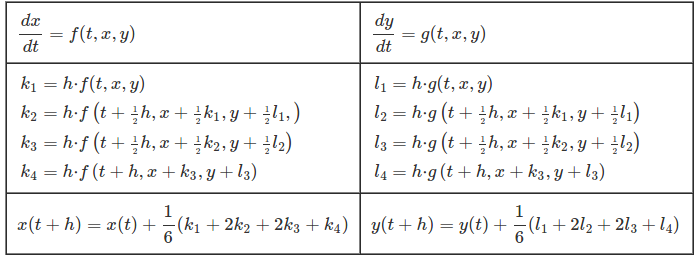 dx/dt = f(t, x, y)
k₁ = h·f(t, x, y)
k₂ = h·f (t + ½h, x + ½k₁, y + ½l₁, )
k₃ = h·f (t + ½h, x + ½k₂, y + ½l₂)
k₄ = h·f (t + h, x + k₃, y + l₃)
x(t + h) = x(t) + 1/6(k₁ + 2k₂ + 2k₃ + k₄)
dy/dt = g(t, x, y)
l₁ = h·g(t, x, y)
l₂ = h·g (t + ½h, x + ½k₁, y + ½l₁)
l₃ = h·g (t + ½h, x + ½k₂, y + ½l₂)
l₄ = h·g (t + h, x + k₃, y + l₃)
y(t + h) = y(t) + 1/6(l₁ + 2l₂ + 2l₃ + l₄)